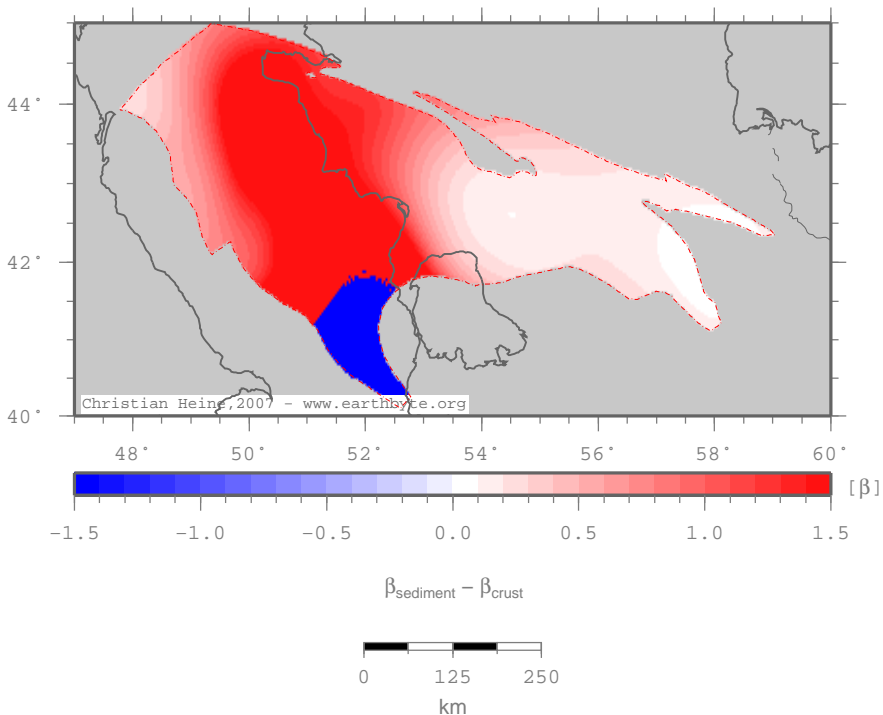 44°
42°
40°
Christian Heine,2007 - www.earthbyte.org
48° 50° 52° 54° 56° 58° 60°
[β]
-1.5 -1.0 -0.5 0.0 0.5 1.0 1.5
βsediment – βcrust
0 125 250
km